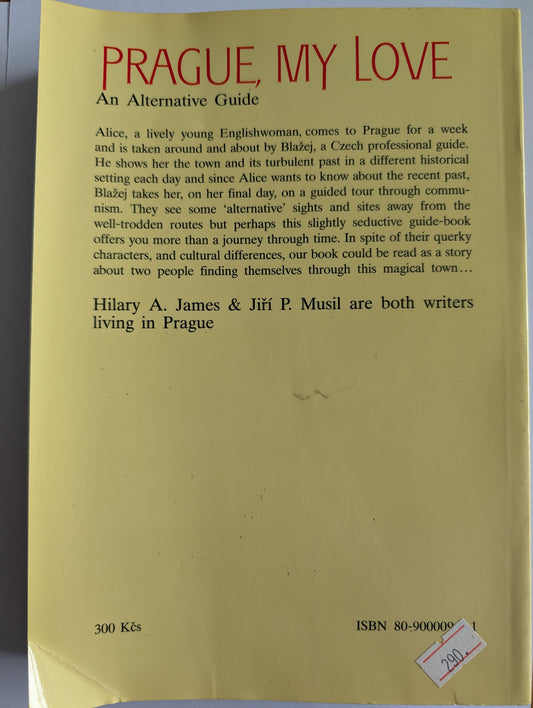 PRAGUE, MY LOVE
An Alternative Guide
Alice, a lively young Englishwoman, comes to Prague for a week
and is taken around and about by Blažej, a Czech professional guide.
He shows her the town and its turbulent past in a different historical
setting each day and since Alice wants to know about the recent past,
Blažej takes her, on her final day, on a guided tour through commu-
nism. They see some ‘alternative’ sights and sites away from the
well-trodden routes but perhaps this slightly seductive guide-book
offers you more than a journey through time. In spite of their querky
characters, and cultural differences, our book could be read as a story
about two people finding themselves through this magical town...
Hilary A. James & Jiří P. Musil are both writers
living in Prague
300 Kčs
ISBN 80-900009 1
290.